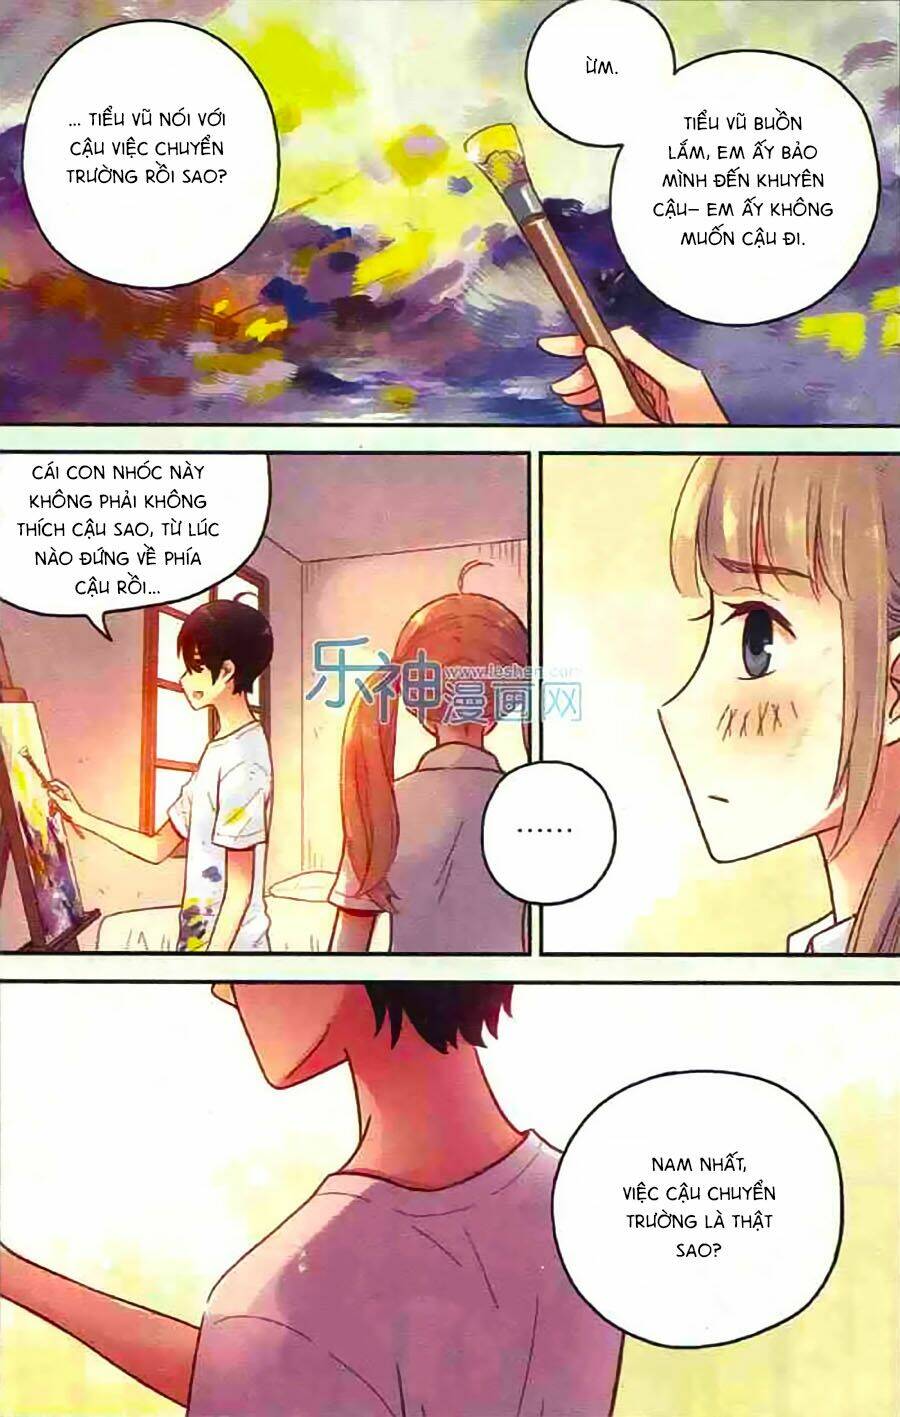 ... TIỂU VŨ NÓI VỚI
CẬU VIỆC CHUYỂN
TRƯỜNG RỒI SAO?
ỪM.
TIỂU VŨ BUỒN
LẮM, EM ẤY BẢO
MÌNH ĐẾN KHUYÊN
CẬU- EM ẤY KHÔNG
MUỐN CẬU ĐI.
CÁI CON NHÓC NÀY
KHÔNG PHẢI KHÔNG
THÍCH CẬU SAO, TỪ LÚC
NÀO ĐỨNG VỀ PHÍA
CẬU RỒI...
乐神漫画网
www.leshen.com
......
NAM NHẤT,
VIỆC CẬU CHUYỂN
TRƯỜNG LÀ THẬT
SAO?